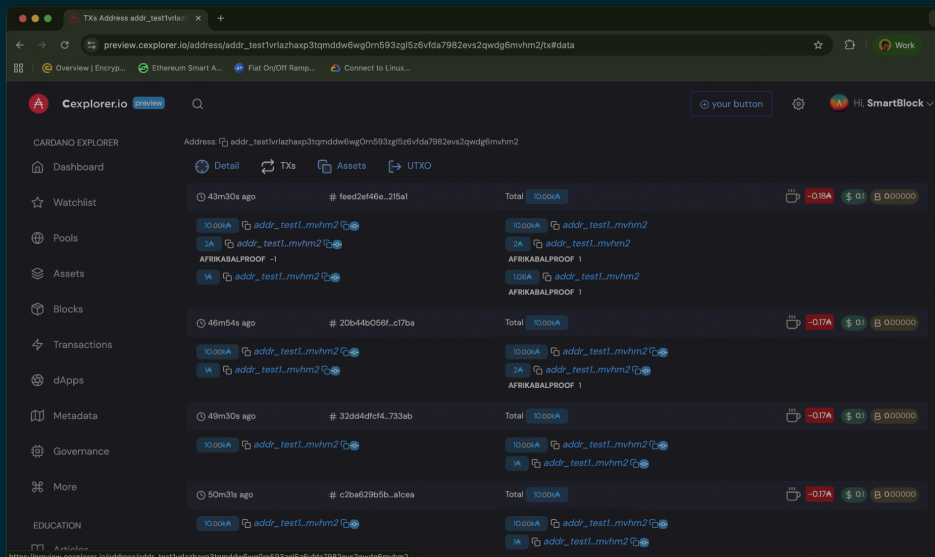 TXs Address addr_test1vrlaz
preview.cexplorer.io/address/addr_test1vrlazhaxp3tqmddw6wg0rn593zgl5z6vfda7982evs2qwdg6mvhm2/tx#data
Work
Overview | Encryp...
Ethereum Smart A...
Fiat On/Off Ramp...
Connect to Linux...
Cexplorer.io preview
your button
Hi, SmartBlock
CARDANO EXPLORER
Dashboard
Watchlist
Pools
Assets
Blocks
Transactions
dApps
Metadata
Governance
More
EDUCATION
Articles
Address: addr_test1vrlazhaxp3tqmddw6wg0rn593zgl5z6vfda7982evs2qwdg6mvhm2
Detail TXs Assets UTXO
43m30s ago # feed2ef46e...215a1 Total 10.00k₳ -0.18₳ $ 0.1 B 0.00000
10.00k₳ addr_test1...mvhm2 10.00k₳ addr_test1...mvhm2
2₳ addr_test1...mvhm2 2₳ addr_test1...mvhm2
AFRIKABALPROOF -1 AFRIKABALPROOF 1
1₳ addr_test1...mvhm2 1.06₳ addr_test1...mvhm2
AFRIKABALPROOF 1
46m54s ago # 20b44b056f...c17ba Total 10.00k₳ -0.17₳ $ 0.1 B 0.00000
10.00k₳ addr_test1...mvhm2 10.00k₳ addr_test1...mvhm2
1₳ addr_test1...mvhm2 2₳ addr_test1...mvhm2
AFRIKABALPROOF 1
49m30s ago # 32dd4dfcf4...733ab Total 10.00k₳ -0.17₳ $ 0.1 B 0.00000
10.00k₳ addr_test1...mvhm2 10.00k₳ addr_test1...mvhm2
1₳ addr_test1...mvhm2
50m31s ago # c2ba629b5b...a1cea Total 10.00k₳ -0.17₳ $ 0.1 B 0.00000
10.00k₳ addr_test1...mvhm2 10.00k₳ addr_test1...mvhm2
1₳ addr_test1...mvhm2
https://preview.cexplorer.io/address/addr_test1vrlazhaxp3tqmddw6wg0rn593zgl5z6vfda7982evs2qwdg6mvhm2